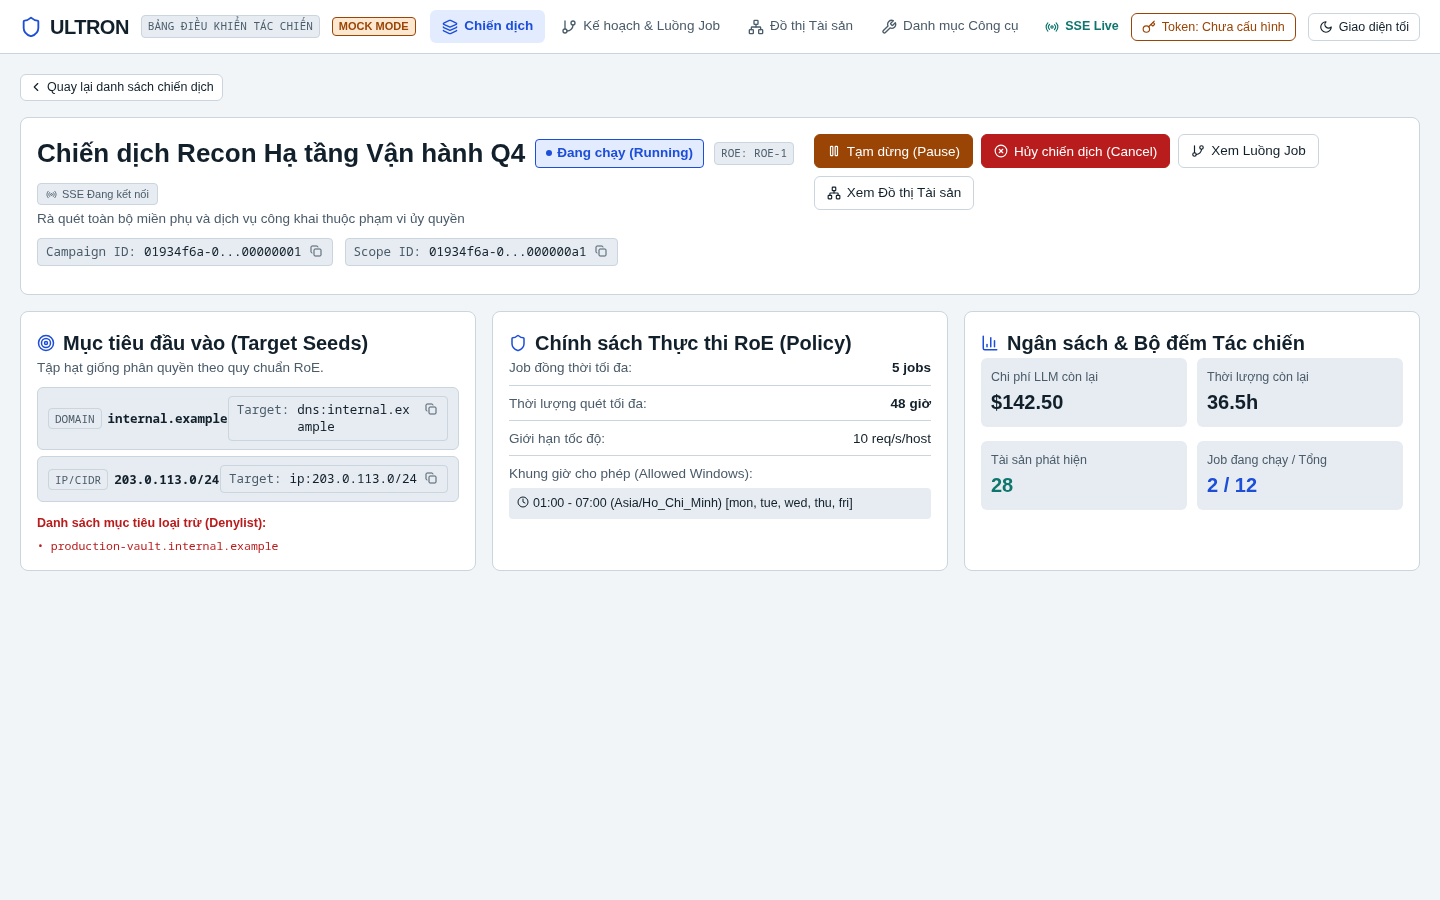 ULTRON
BẢNG ĐIỀU KHIỂN TÁC CHIẾN
MOCK MODE
Chiến dịch
Kế hoạch & Luồng Job
Đồ thị Tài sản
Danh mục Công cụ
SSE Live
Token: Chưa cấu hình
Giao diện tối
Quay lại danh sách chiến dịch
Chiến dịch Recon Hạ tầng Vận hành Q4
Đang chạy (Running)
ROE: ROE-1
SSE Đang kết nối
Rà quét toàn bộ miền phụ và dịch vụ công khai thuộc phạm vi ủy quyền
Campaign ID: 01934f6a-0...00000001
Scope ID: 01934f6a-0...000000a1
Tạm dừng (Pause)
Hủy chiến dịch (Cancel)
Xem Luồng Job
Xem Đồ thị Tài sản
Mục tiêu đầu vào (Target Seeds)
Tập hạt giống phân quyền theo quy chuẩn RoE.
DOMAIN internal.example
Target: dns:internal.ex
ample
IP/CIDR 203.0.113.0/24
Target: ip:203.0.113.0/24
Danh sách mục tiêu loại trừ (Denylist):
• production-vault.internal.example
Chính sách Thực thi RoE (Policy)
Job đồng thời tối đa: 5 jobs
Thời lượng quét tối đa: 48 giờ
Giới hạn tốc độ: 10 req/s/host
Khung giờ cho phép (Allowed Windows):
01:00 - 07:00 (Asia/Ho_Chi_Minh) [mon, tue, wed, thu, fri]
Ngân sách & Bộ đếm Tác chiến
Chi phí LLM còn lại
$142.50
Thời lượng còn lại
36.5h
Tài sản phát hiện
28
Job đang chạy / Tổng
2 / 12